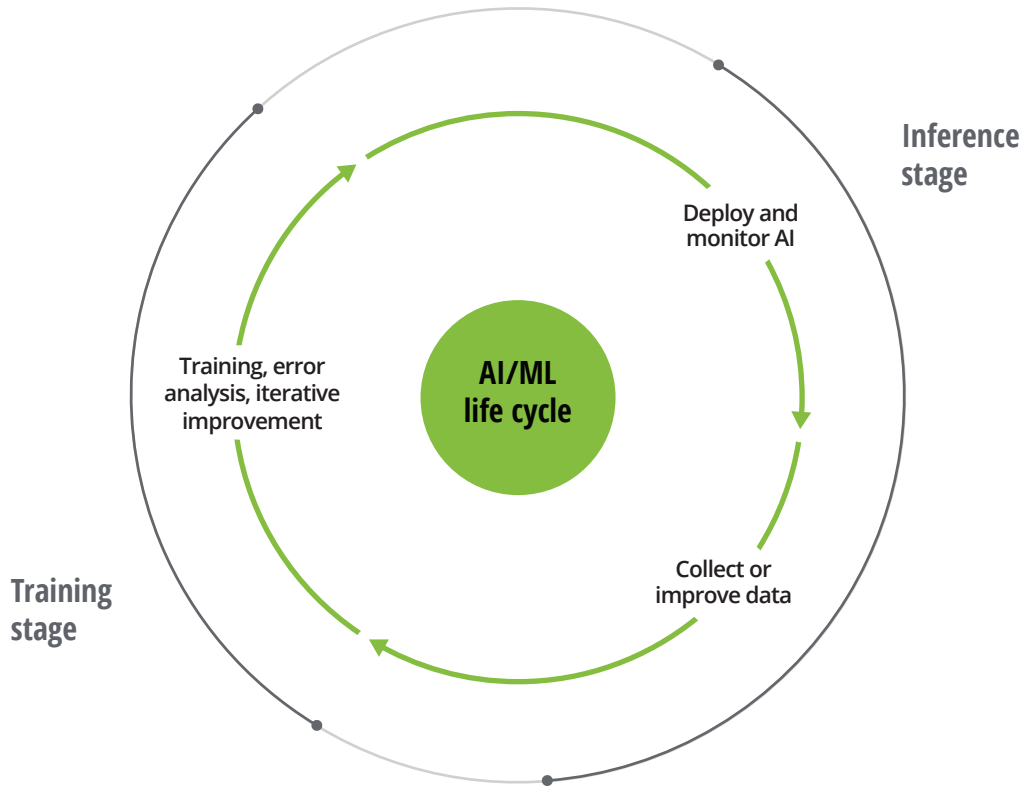 Inference
stage
Deploy and
monitor AI
AI/ML
life cycle
Training, error
analysis, iterative
improvement
Collect or
improve data
Training
stage